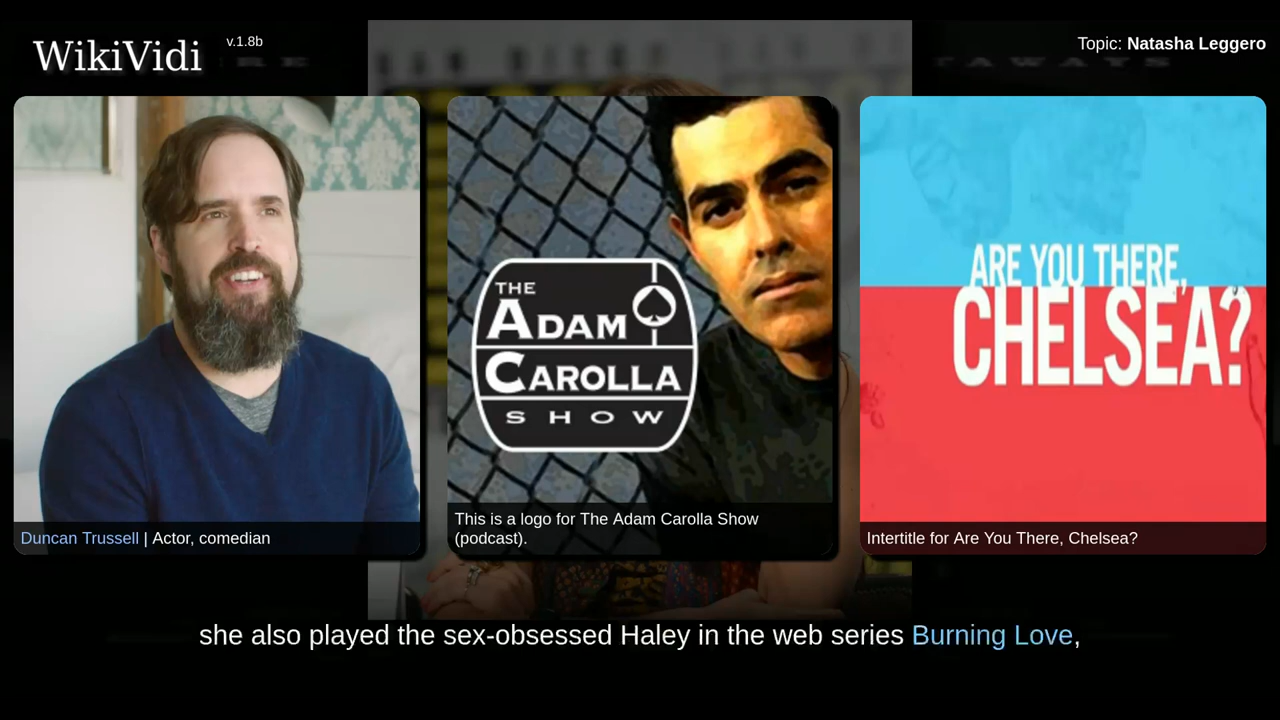 WikiVidi
v.1.8b
Topic: Natasha Leggero
THE
ADAM
CAROLLA
SHOW
ARE YOU THERE,
CHELSEA?
Duncan Trussell | Actor, comedian
This is a logo for The Adam Carolla Show
(podcast).
Intertitle for Are You There, Chelsea?
she also played the sex-obsessed Haley in the web series Burning Love,